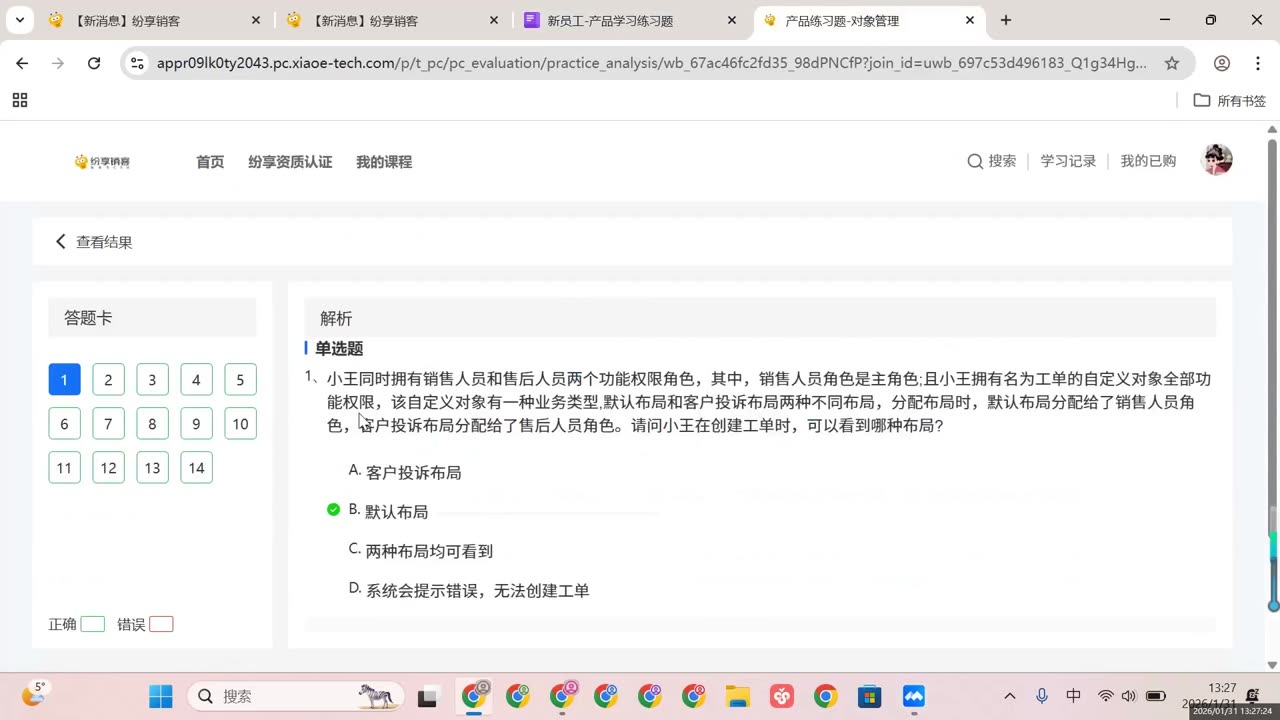 【新消息】纷享销客
【新消息】纷享销客
新员工-产品学习练习题
产品练习题-对象管理
appr09lk0ty2043.pc.xiaoe-tech.com/p/t_pc/pc_evaluation/practice_analysis/wb_67ac46fc2fd35_98dPNCfP?join_id=uwb_697c53d496183_Q1g34Hg...
所有书签
纷享销客
首页
纷享资质认证
我的课程
搜索
学习记录
我的已购
查看结果
答题卡
1 2 3 4 5
6 7 8 9 10
11 12 13 14
正确 错误
解析
单选题
1、小王同时拥有销售人员和售后人员两个功能权限角色，其中，销售人员角色是主角色;且小王拥有名为工单的自定义对象全部功
能权限，该自定义对象有一种业务类型,默认布局和客户投诉布局两种不同布局，分配布局时，默认布局分配给了销售人员角
色，客户投诉布局分配给了售后人员角色。请问小王在创建工单时，可以看到哪种布局?
A. 客户投诉布局
B. 默认布局
C. 两种布局均可看到
D. 系统会提示错误，无法创建工单
5°
搜索
中
13:27
2026/1/31
2026/01/31 13:27:24